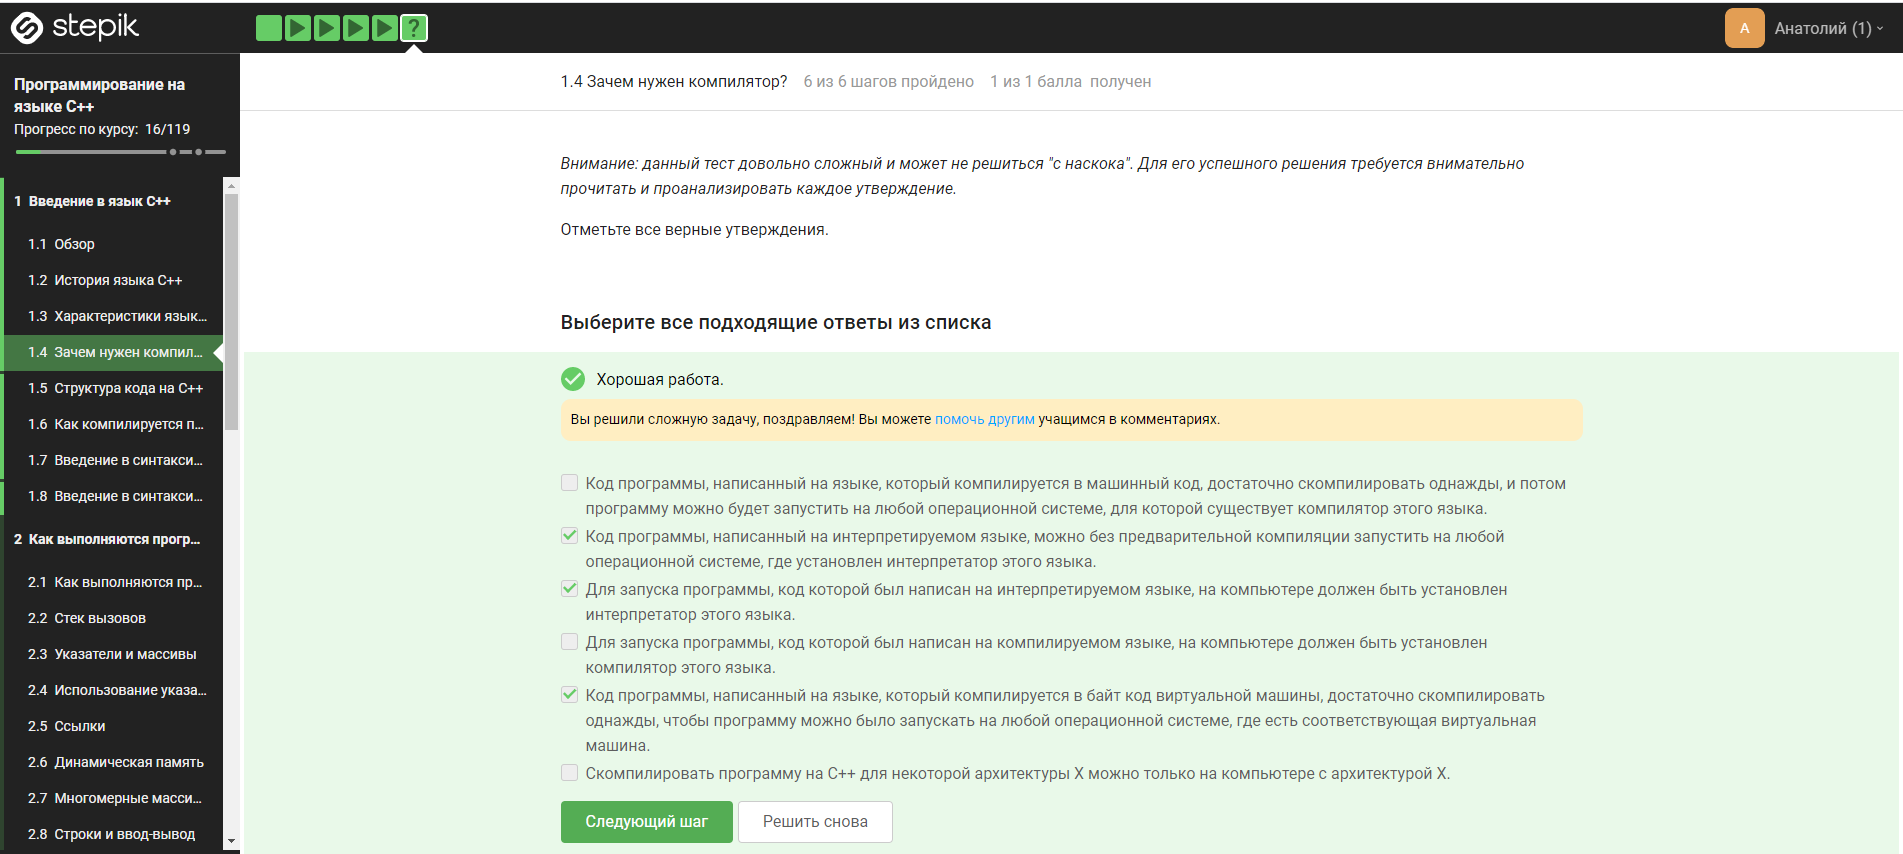 stepik
?
А
Анатолий (1)
Программирование на
языке C++
Прогресс по курсу: 16/119
1 Введение в язык C++
1.1 Обзор
1.2 История языка C++
1.3 Характеристики язык...
1.4 Зачем нужен компил...
1.5 Структура кода на C++
1.6 Как компилируется п...
1.7 Введение в синтакси...
1.8 Введение в синтакси...
2 Как выполняются прогр...
2.1 Как выполняются пр...
2.2 Стек вызовов
2.3 Указатели и массивы
2.4 Использование указа...
2.5 Ссылки
2.6 Динамическая память
2.7 Многомерные масси...
2.8 Строки и ввод-вывод
1.4 Зачем нужен компилятор? 6 из 6 шагов пройдено 1 из 1 балла получен
Внимание: данный тест довольно сложный и может не решиться "с наскока". Для его успешного решения требуется внимательно
прочитать и проанализировать каждое утверждение.
Отметьте все верные утверждения.
Выберите все подходящие ответы из списка
Хорошая работа.
Вы решили сложную задачу, поздравляем! Вы можете помочь другим учащимся в комментариях.
Код программы, написанный на языке, который компилируется в машинный код, достаточно скомпилировать однажды, и потом
программу можно будет запустить на любой операционной системе, для которой существует компилятор этого языка.
Код программы, написанный на интерпретируемом языке, можно без предварительной компиляции запустить на любой
операционной системе, где установлен интерпретатор этого языка.
Для запуска программы, код которой был написан на интерпретируемом языке, на компьютере должен быть установлен
интерпретатор этого языка.
Для запуска программы, код которой был написан на компилируемом языке, на компьютере должен быть установлен
компилятор этого языка.
Код программы, написанный на языке, который компилируется в байт код виртуальной машины, достаточно скомпилировать
однажды, чтобы программу можно было запускать на любой операционной системе, где есть соответствующая виртуальная
машина.
Скомпилировать программу на C++ для некоторой архитектуры X можно только на компьютере с архитектурой X.
Следующий шаг
Решить снова